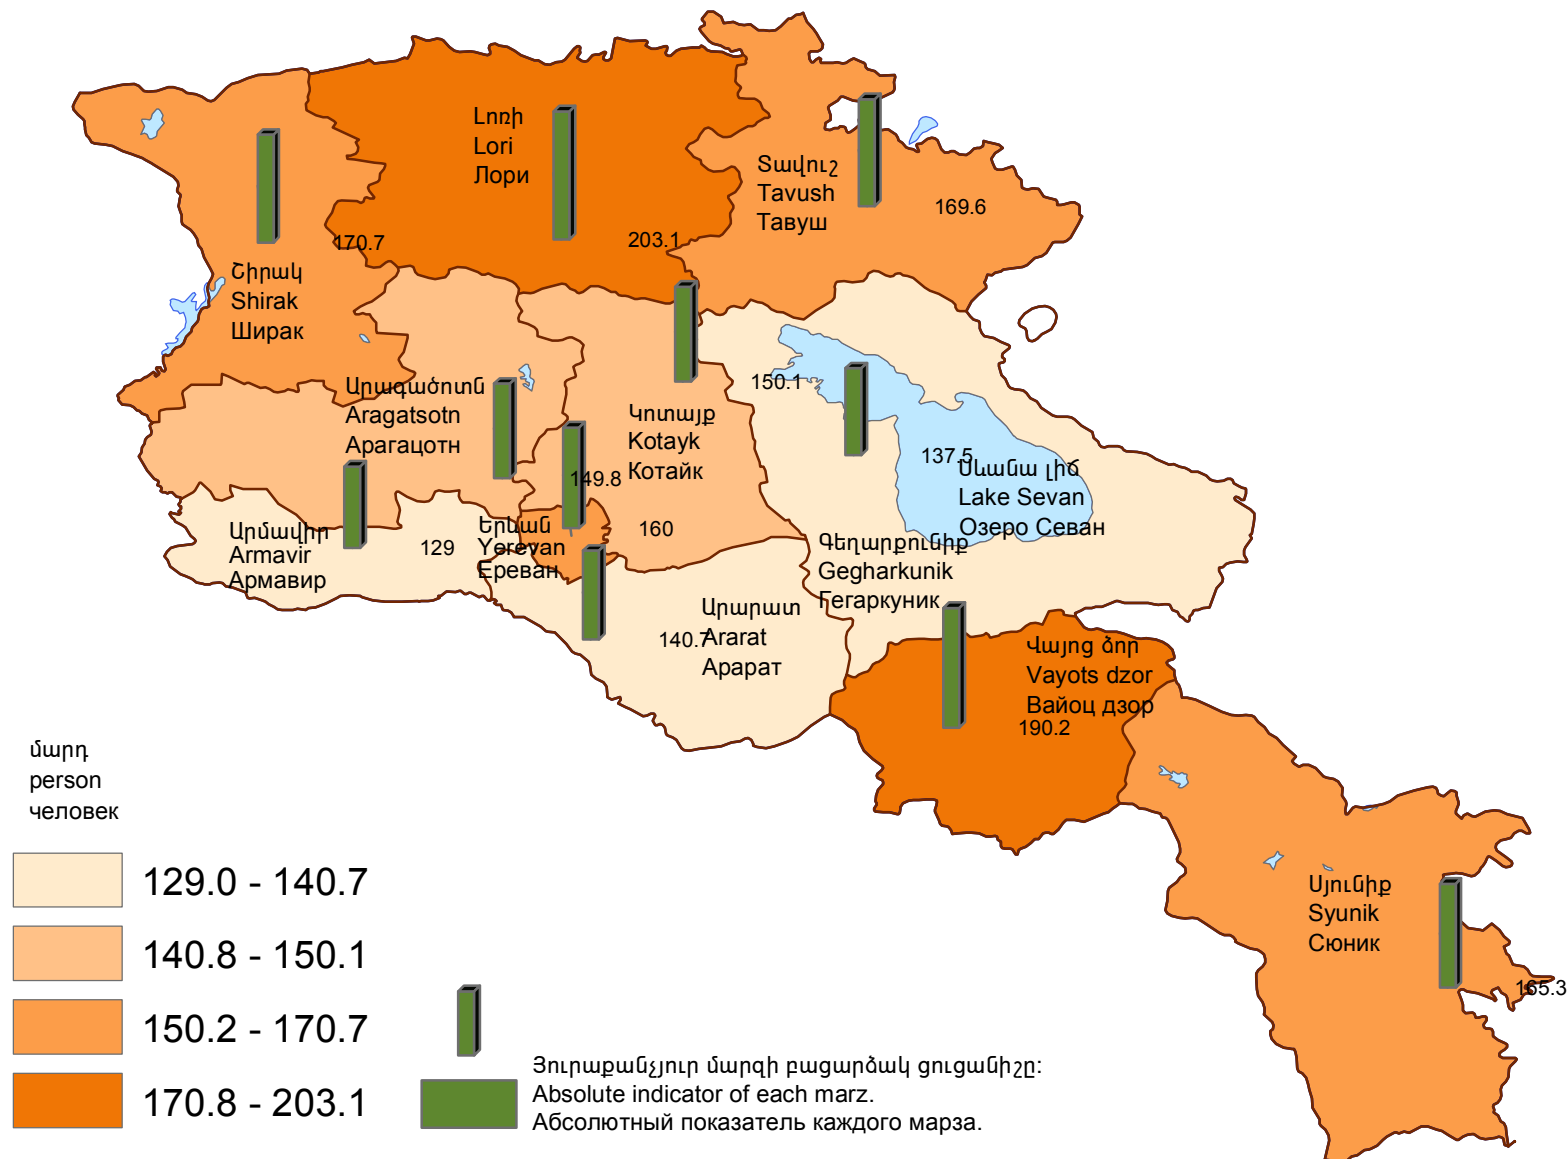 Լոռի
Lori
Лори
203.1
Տավուշ
Tavush
Тавуш
169.6
170.7
Շիրակ
Shirak
Ширак
Արագածոտն
Aragatsotn
Арагацотн
149.8
Կոտայք
Kotayk
Котайк
160
150.1
137.5
Սևանա լիճ
Lake Sevan
Озеро Севан
Գեղարքունիք
Gegharkunik
Гегаркуник
Արմավիր
Armavir
Армавир
129
Երևան
Yerevan
Ереван
Արարատ
Ararat
Арарат
140.7
Վայոց ձոր
Vayots dzor
Вайоц дзор
190.2
Սյունիք
Syunik
Сюник
165.3
մարդ
person
человек
129.0 - 140.7
140.8 - 150.1
150.2 - 170.7
170.8 - 203.1
Յուրաքանչյուր մարզի բացարձակ ցուցանիշը:
Absolute indicator of each marz.
Абсолютный показатель каждого марза.